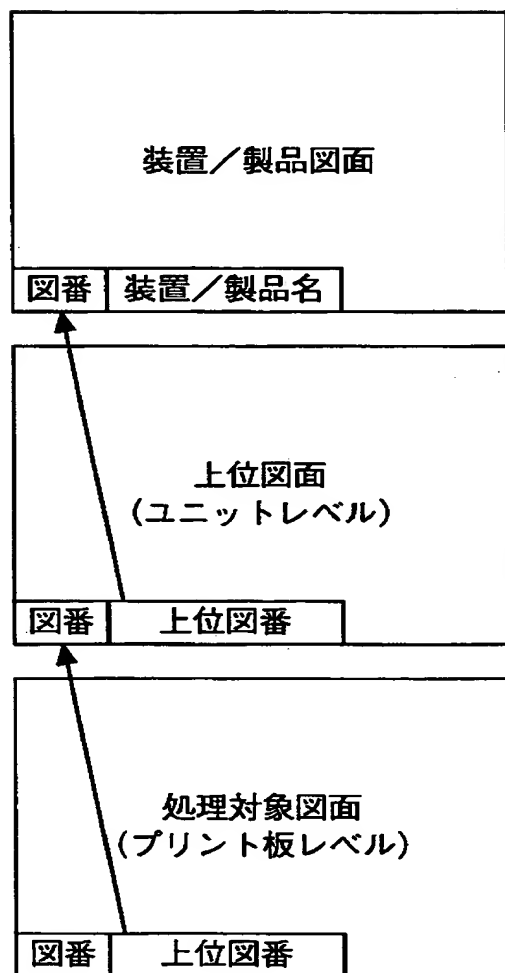 装置／製品図面
図番 装置／製品名
上位図面
(ユニットレベル)
図番 上位図番
処理対象図面
(プリント板レベル)
図番 上位図番